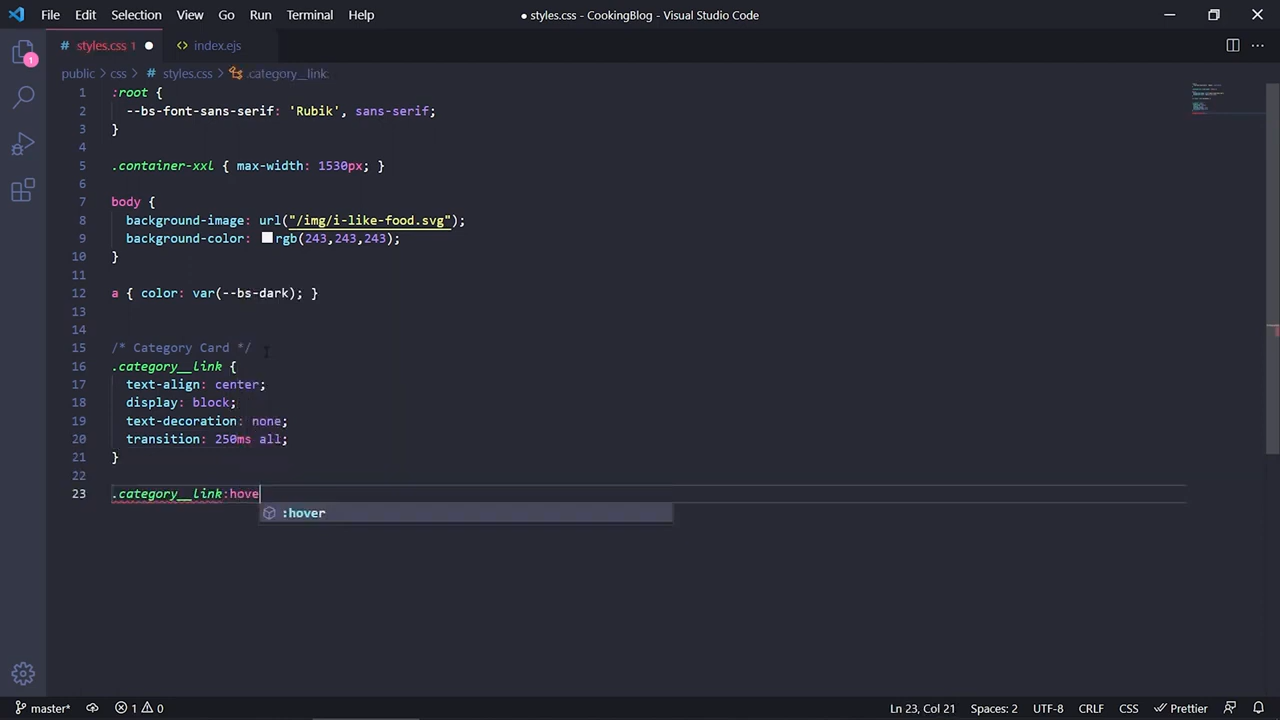 File Edit Selection View Go Run Terminal Help
● styles.css - CookingBlog - Visual Studio Code
# styles.css 1 ●
<> index.ejs
public > css > # styles.css > .category__link:
1
1 :root {
2 --bs-font-sans-serif: 'Rubik', sans-serif;
3 }
4
5 .container-xxl { max-width: 1530px; }
6
7 body {
8 background-image: url("/img/i-like-food.svg");
9 background-color: rgb(243,243,243);
10 }
11
12 a { color: var(--bs-dark); }
13
14
15 /* Category Card */
16 .category__link {
17 text-align: center;
18 display: block;
19 text-decoration: none;
20 transition: 250ms all;
21 }
22
23 .category__link:hove
:hover
master* 1 0 Ln 23, Col 21 Spaces: 2 UTF-8 CRLF CSS Prettier